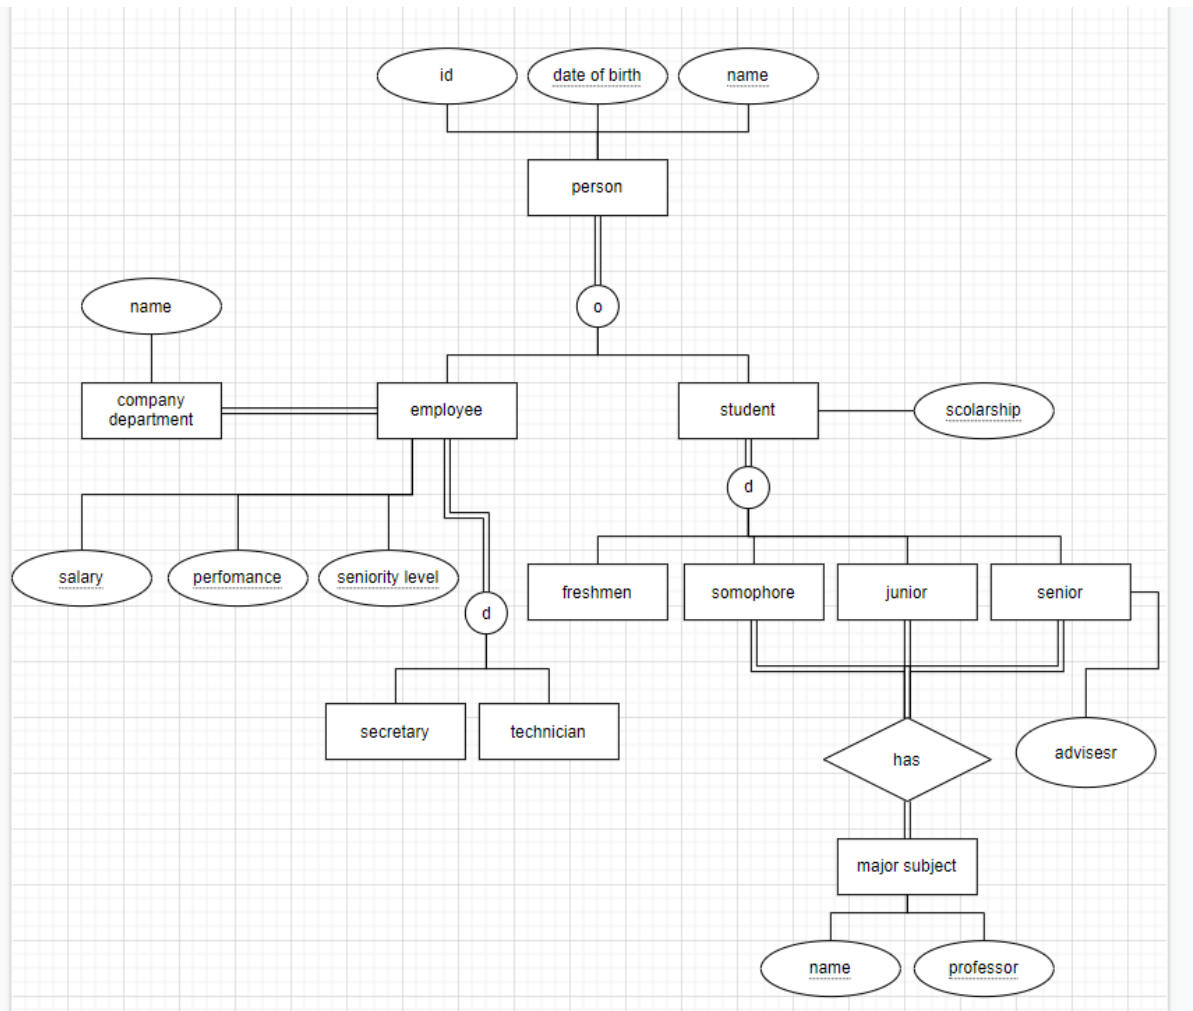 id
date of birth
name
person
name
o
company
department
employee
student
scolarship
d
salary
perfomance
seniority level
freshmen
somophore
junior
senior
d
secretary
technician
has
advisesr
major subject
name
professor